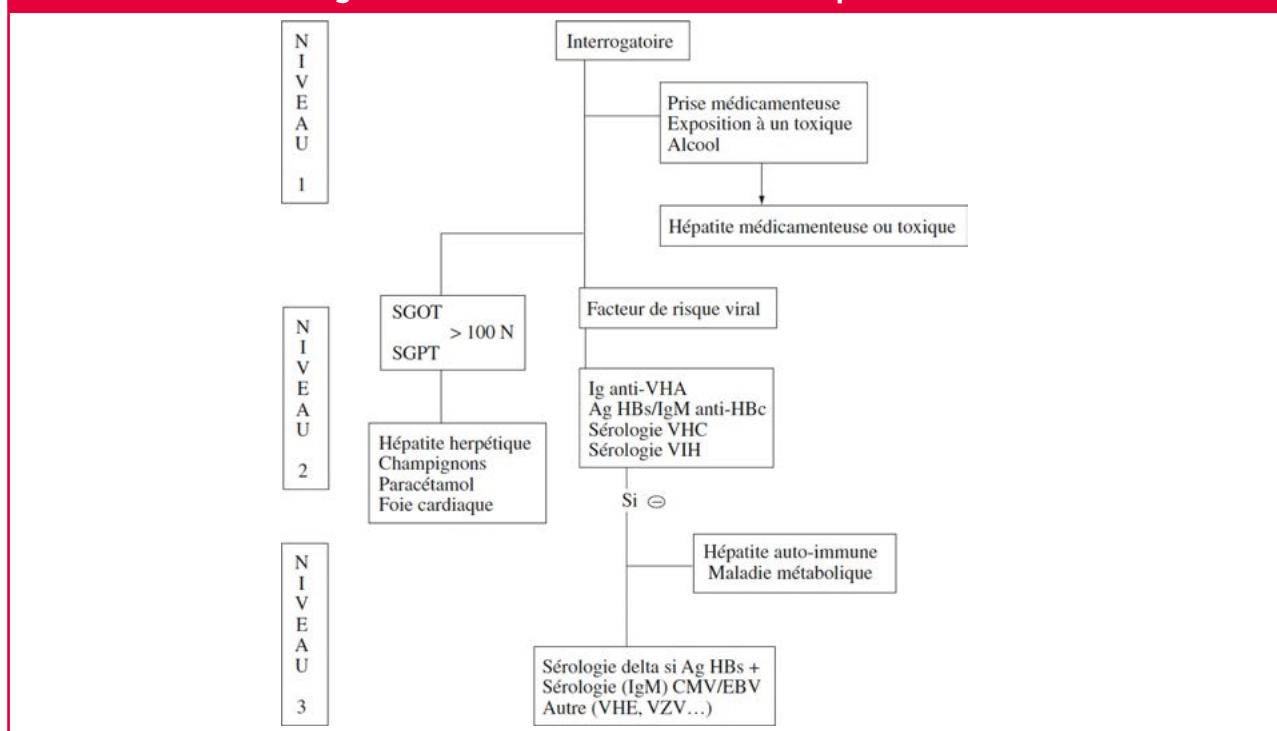 NIVEAU 1
Interrogatoire
Prise médicamenteuse
Exposition à un toxique
Alcool
Hépatite médicamenteuse ou toxique
NIVEAU 2
SGOT
> 100 N
SGPT
Facteur de risque viral
Hépatite herpétique
Champignons
Paracétamol
Foie cardiaque
Ig anti-VHA
Ag HBs/IgM anti-HBc
Sérologie VHC
Sérologie VIH
Si ⊖
NIVEAU 3
Hépatite auto-immune
Maladie métabolique
Sérologie delta si Ag HBs +
Sérologie (IgM) CMV/EBV
Autre (VHE, VZV…)